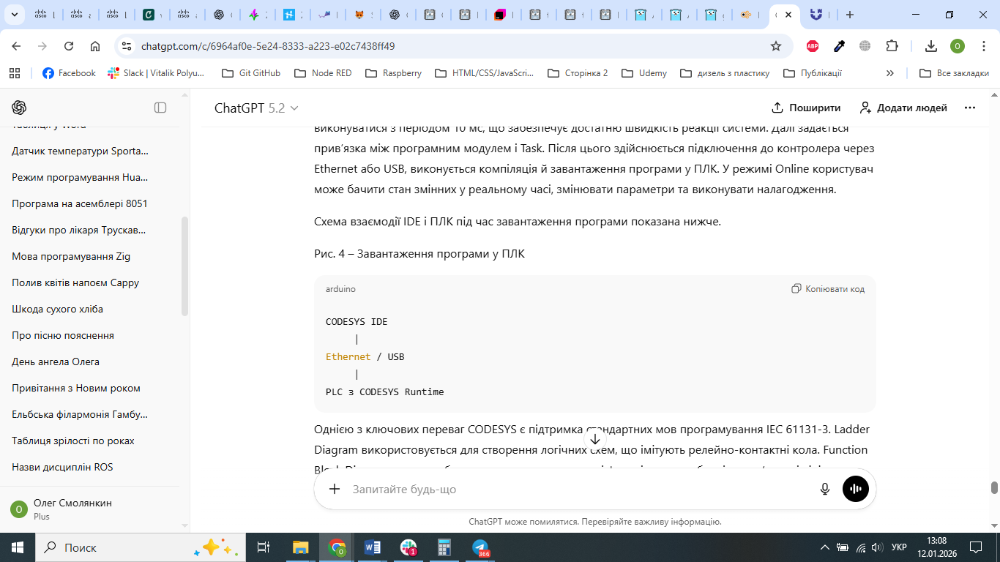 chatgpt.com/c/6964af0e-5e24-8333-a223-e02c7438ff49
ABP
O
Facebook
Slack | Vitalik Polyu...
Git GitHub
Node RED
Raspberry
HTML/CSS/JavaScri...
Сторінка 2
Udemy
дизель з пластику
Публікації
Все закладки
ChatGPT 5.2
Поширити
Додати людей
Таблиця у Word
Датчик температури Sporta...
Режим програмування Hua...
Програма на асемблері 8051
Відгуки про лікаря Трускав...
Мова програмування Zig
Полив квітів напоєм Cappy
Шкода сухого хліба
Про пісню пояснення
День ангела Олега
Привітання з Новим роком
Ельбська філармонія Гамбу...
Таблиця зрілості по роках
Назви дисциплін ROS
О
Олег Смолянкин
Plus
виконуватися з періодом 10 мс, що забезпечує достатню швидкість реакції системи. Далі задається
прив’язка між програмним модулем і Task. Після цього здійснюється підключення до контролера через
Ethernet або USB, виконується компіляція й завантаження програми у ПЛК. У режимі Online користувач
може бачити стан змінних у реальному часі, змінювати параметри та виконувати налагодження.
Схема взаємодії IDE і ПЛК під час завантаження програми показана нижче.
Рис. 4 – Завантаження програми у ПЛК
arduino
Копіювати код
CODESYS IDE
|
Ethernet / USB
|
PLC з CODESYS Runtime
Однією з ключових переваг CODESYS є підтримка стандартних мов програмування IEC 61131-3. Ladder
Diagram використовується для створення логічних схем, що імітують релейно-контактні кола. Function
Запитайте будь-що
ChatGPT може помилятися. Перевіряйте важливу інформацію.
Поиск
1
366
УКР
13:08
12.01.2026